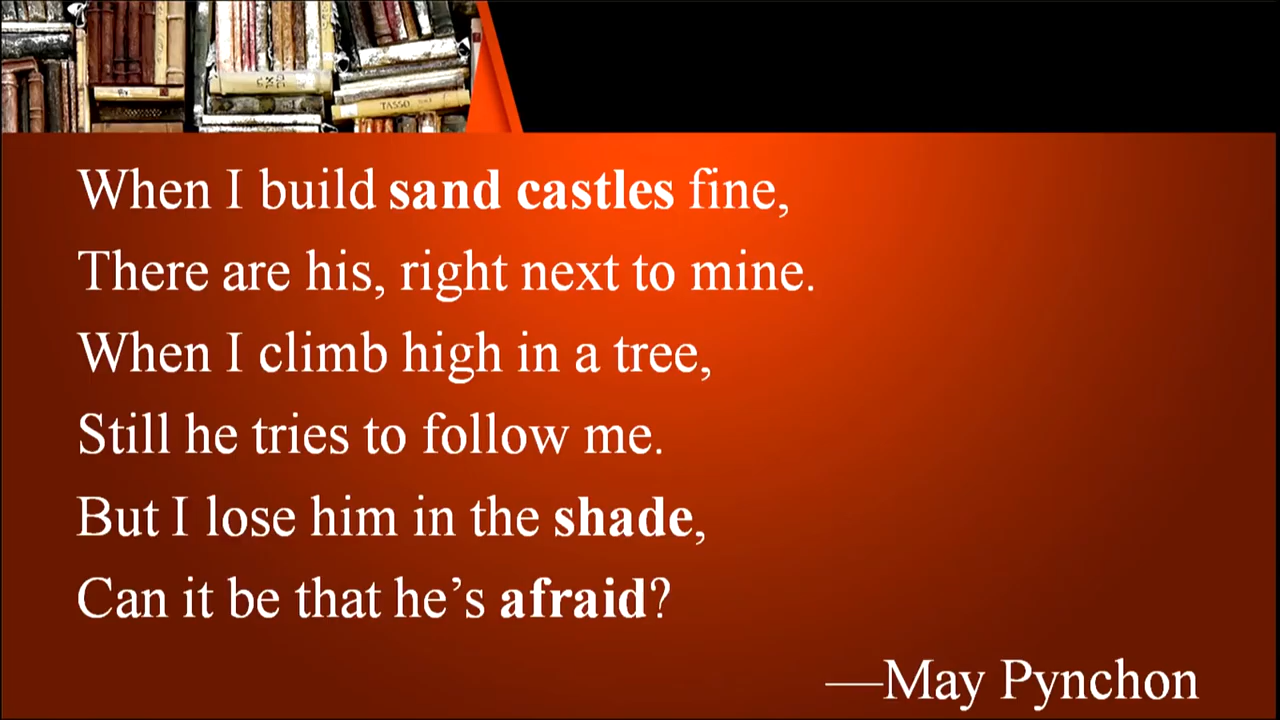 TASSO
When I build sand castles fine,
There are his, right next to mine.
When I climb high in a tree,
Still he tries to follow me.
But I lose him in the shade,
Can it be that he’s afraid?
—May Pynchon